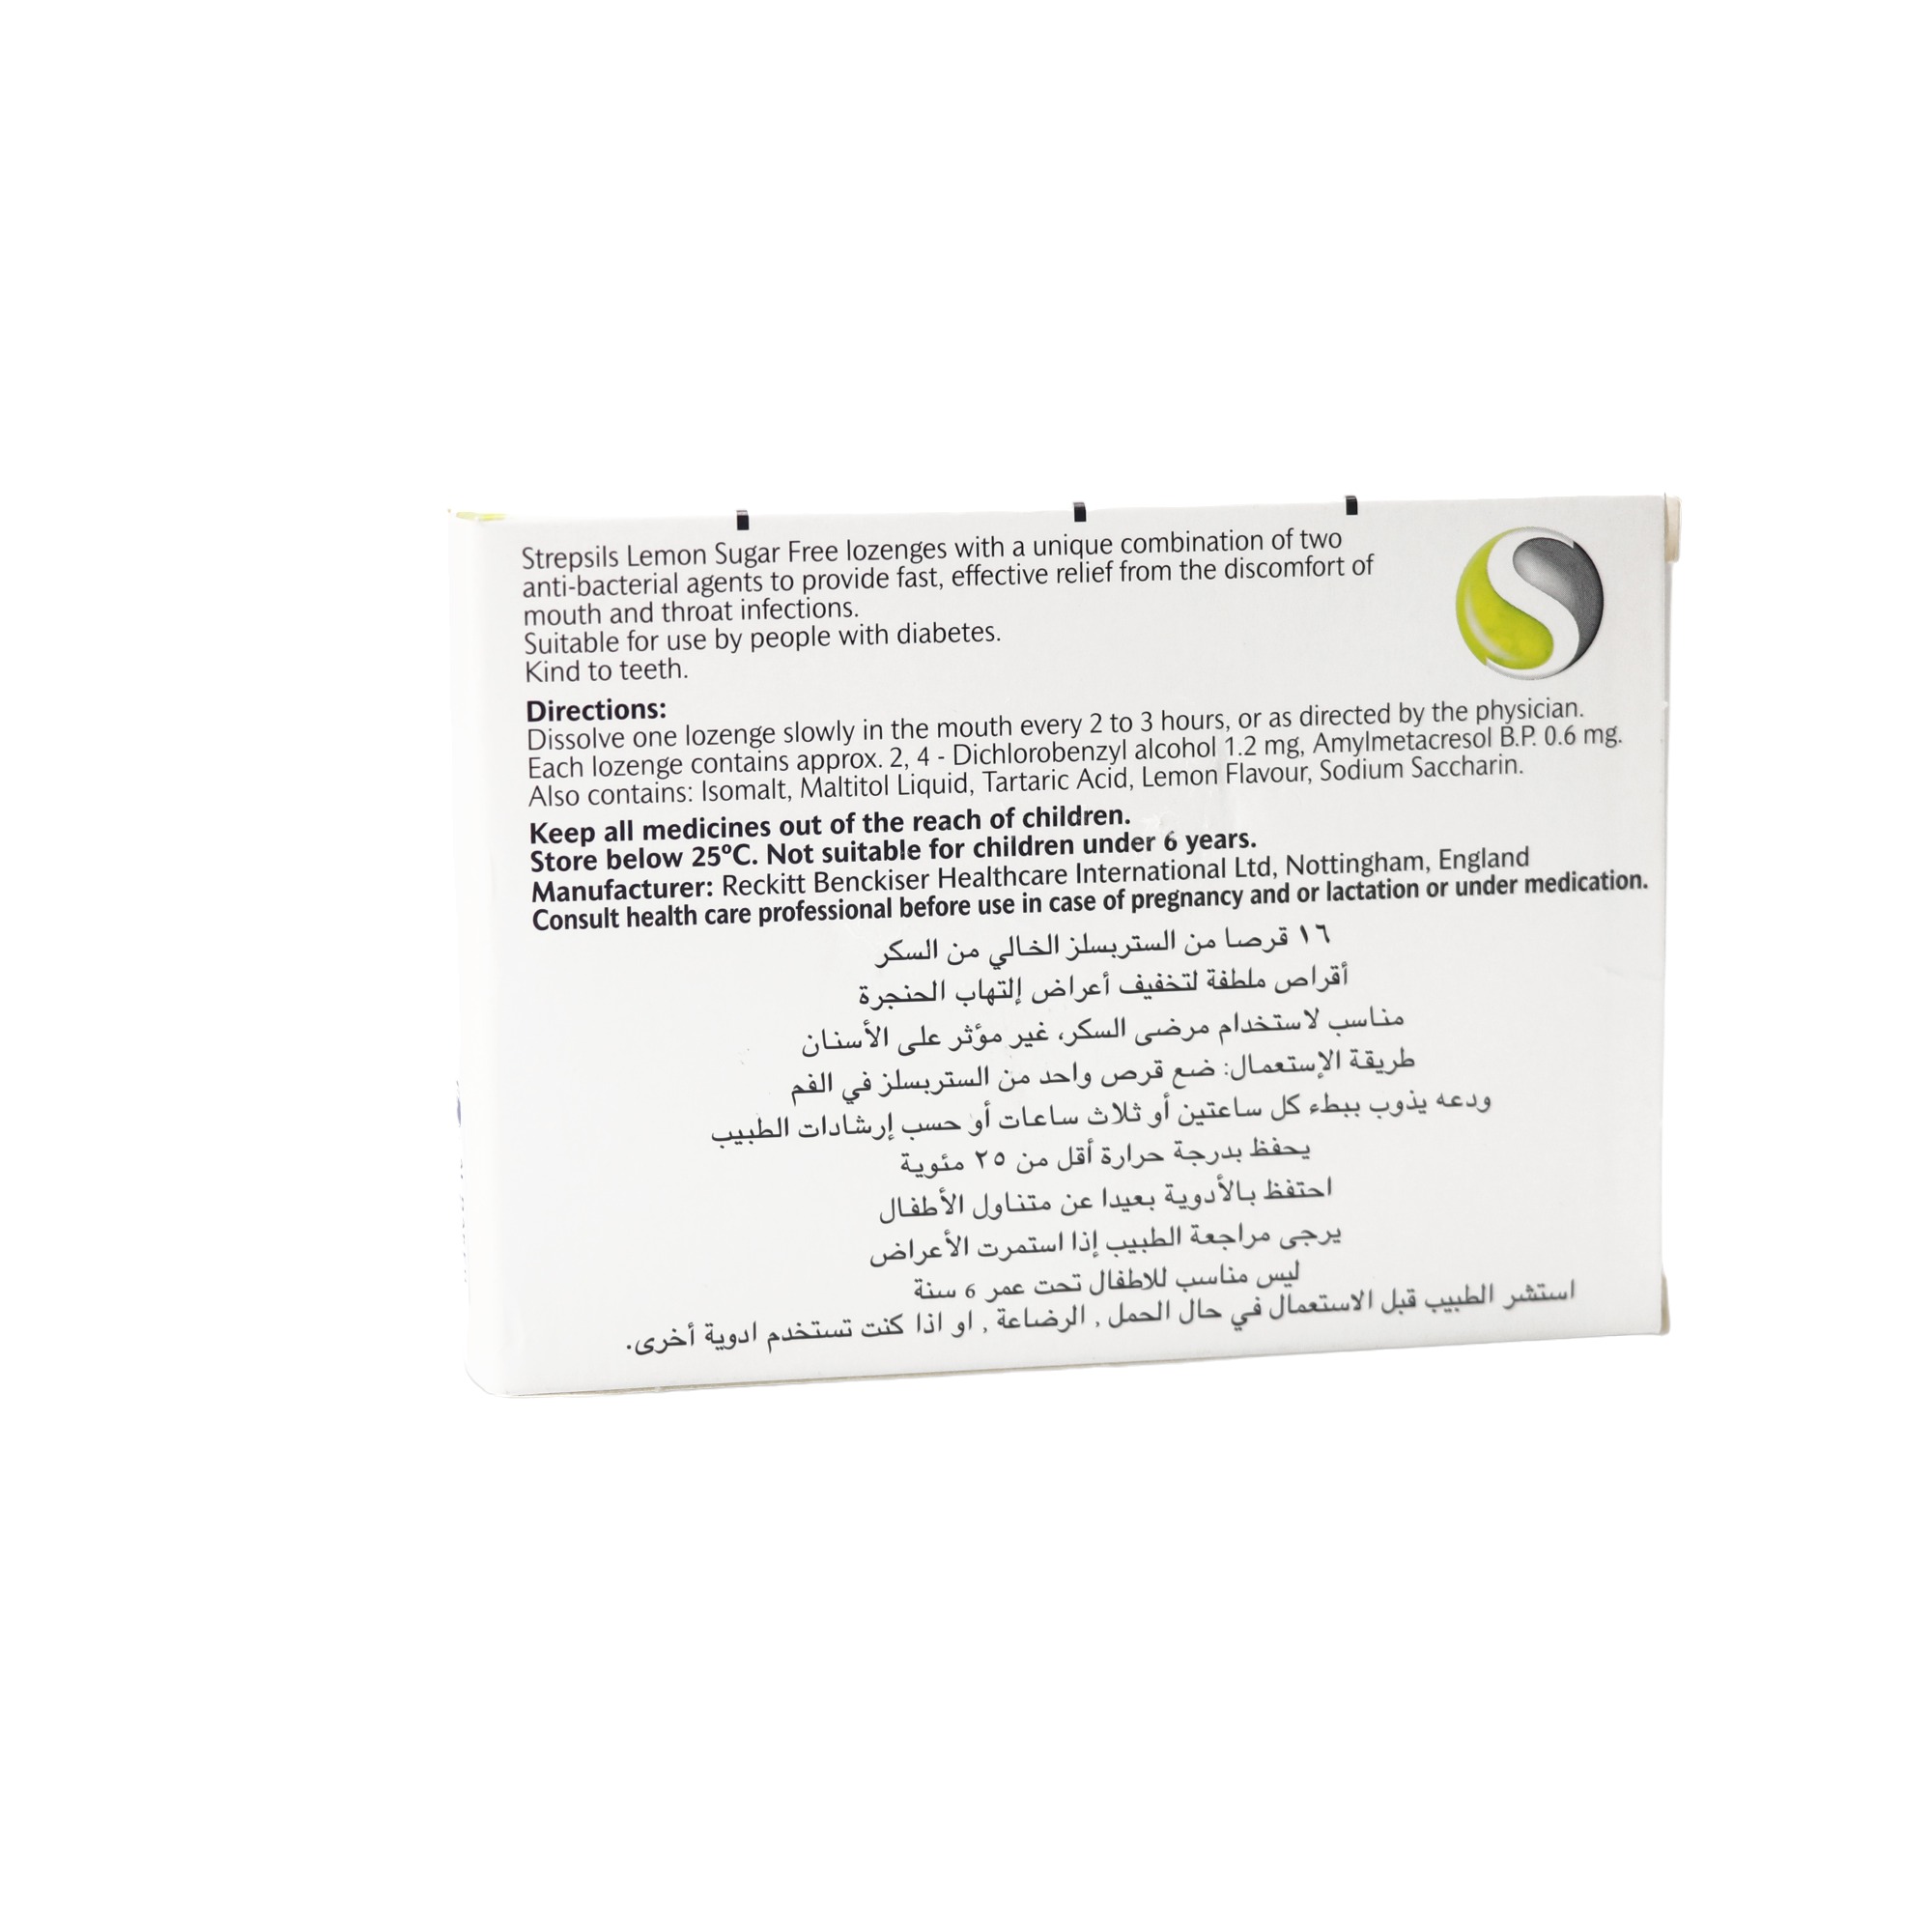 Strepsils Lemon Sugar Free lozenges with a unique combination of two
anti-bacterial agents to provide fast, effective relief from the discomfort of
mouth and throat infections.
Suitable for use by people with diabetes.
Kind to teeth.
Directions:
Dissolve one lozenge slowly in the mouth every 2 to 3 hours, or as directed by the physician.
Each lozenge contains approx. 2, 4 - Dichlorobenzyl alcohol 1.2 mg, Amylmetacresol B.P. 0.6 mg.
Also contains: Isomalt, Maltitol Liquid, Tartaric Acid, Lemon Flavour, Sodium Saccharin.
Keep all medicines out of the reach of children.
Store below 25ºC. Not suitable for children under 6 years.
Manufacturer: Reckitt Benckiser Healthcare International Ltd, Nottingham, England
Consult health care professional before use in case of pregnancy and or lactation or under medication.
١٦ قرصا من الستربسلز الخالي من السكر
أقراص ملطفة لتخفيف أعراض إلتهاب الحنجرة
مناسب لاستخدام مرضى السكر، غير مؤثر على الأسنان
طريقة الإستعمال: ضع قرص واحد من الستربسلز في الفم
ودعه يذوب ببطء كل ساعتين أو ثلاث ساعات أو حسب إرشادات الطبيب
يحفظ بدرجة حرارة أقل من ٢٥ مئوية
احتفظ بالأدوية بعيدا عن متناول الأطفال
يرجى مراجعة الطبيب إذا استمرت الأعراض
ليس مناسب للاطفال تحت عمر 6 سنة
استشر الطبيب قبل الاستعمال في حال الحمل , الرضاعة , او اذا كنت تستخدم ادوية أخرى.